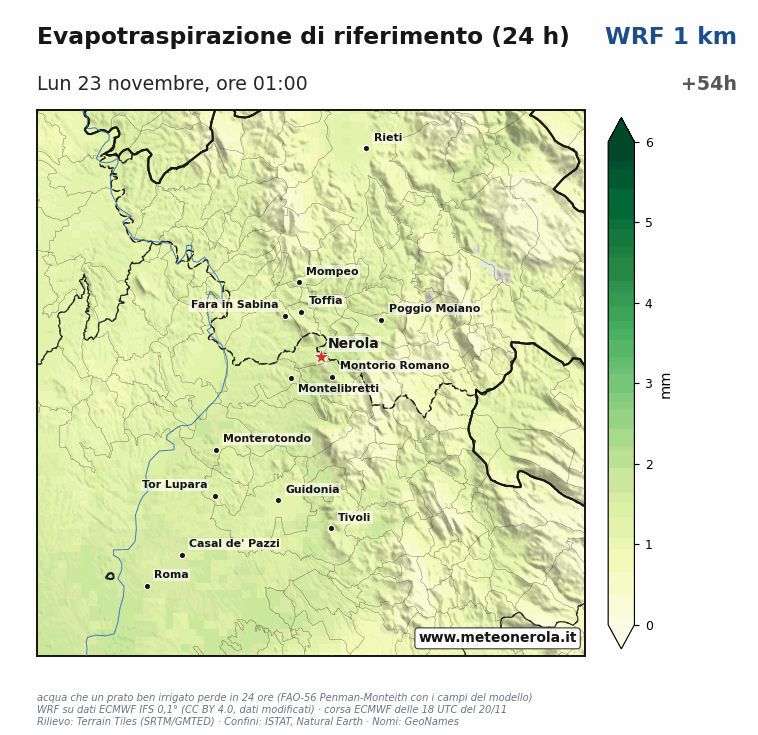 Evapotraspirazione di riferimento (24 h) WRF 1 km
Lun 23 novembre, ore 01:00 +54h
Rieti
Mompeo
Fara in Sabina
Toffia
Poggio Moiano
Nerola
Montorio Romano
Montelibretti
Monterotondo
Tor Lupara
Guidonia
Tivoli
Casal de' Pazzi
Roma
www.meteonerola.it
6
5
4
3
2
1
0
mm
acqua che un prato ben irrigato perde in 24 ore (FAO-56 Penman-Monteith con i campi del modello)
WRF su dati ECMWF IFS 0,1° (CC BY 4.0, dati modificati) · corsa ECMWF delle 18 UTC del 20/11
Rilievo: Terrain Tiles (SRTM/GMTED) · Confini: ISTAT, Natural Earth · Nomi: GeoNames